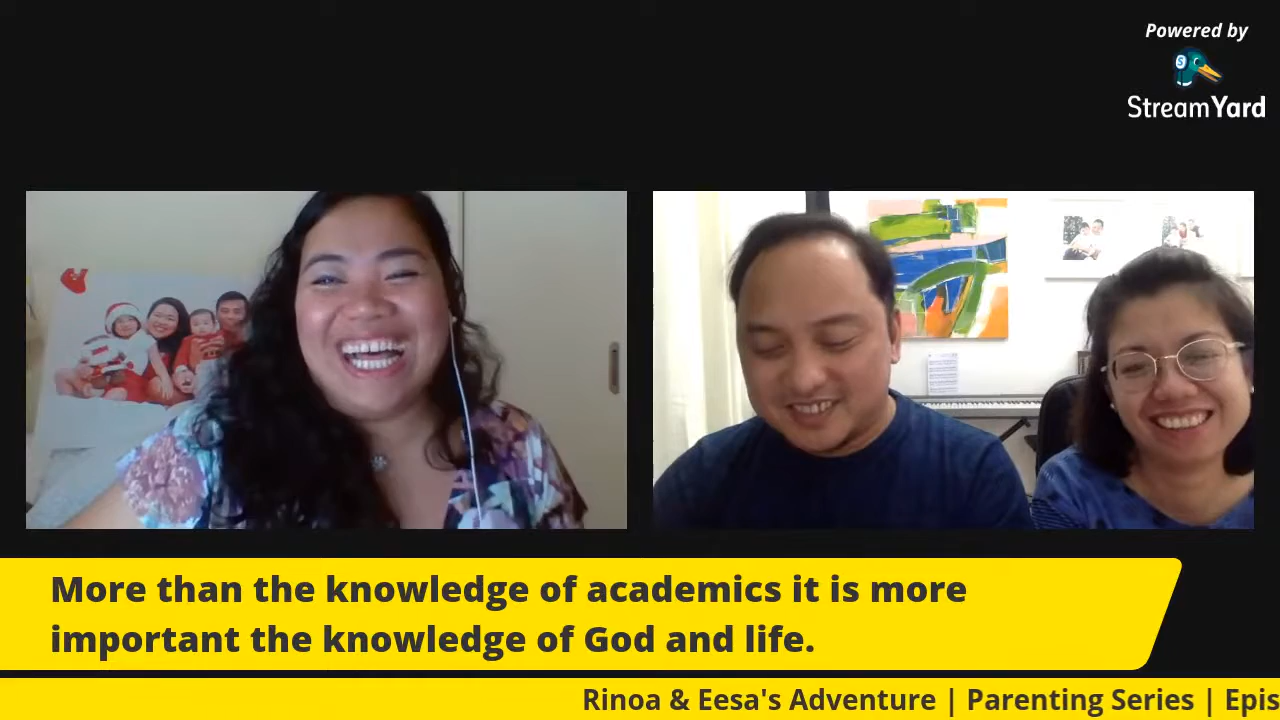 Powered by
StreamYard
More than the knowledge of academics it is more
important the knowledge of God and life.
Rinoa & Eesa's Adventure | Parenting Series | Epis